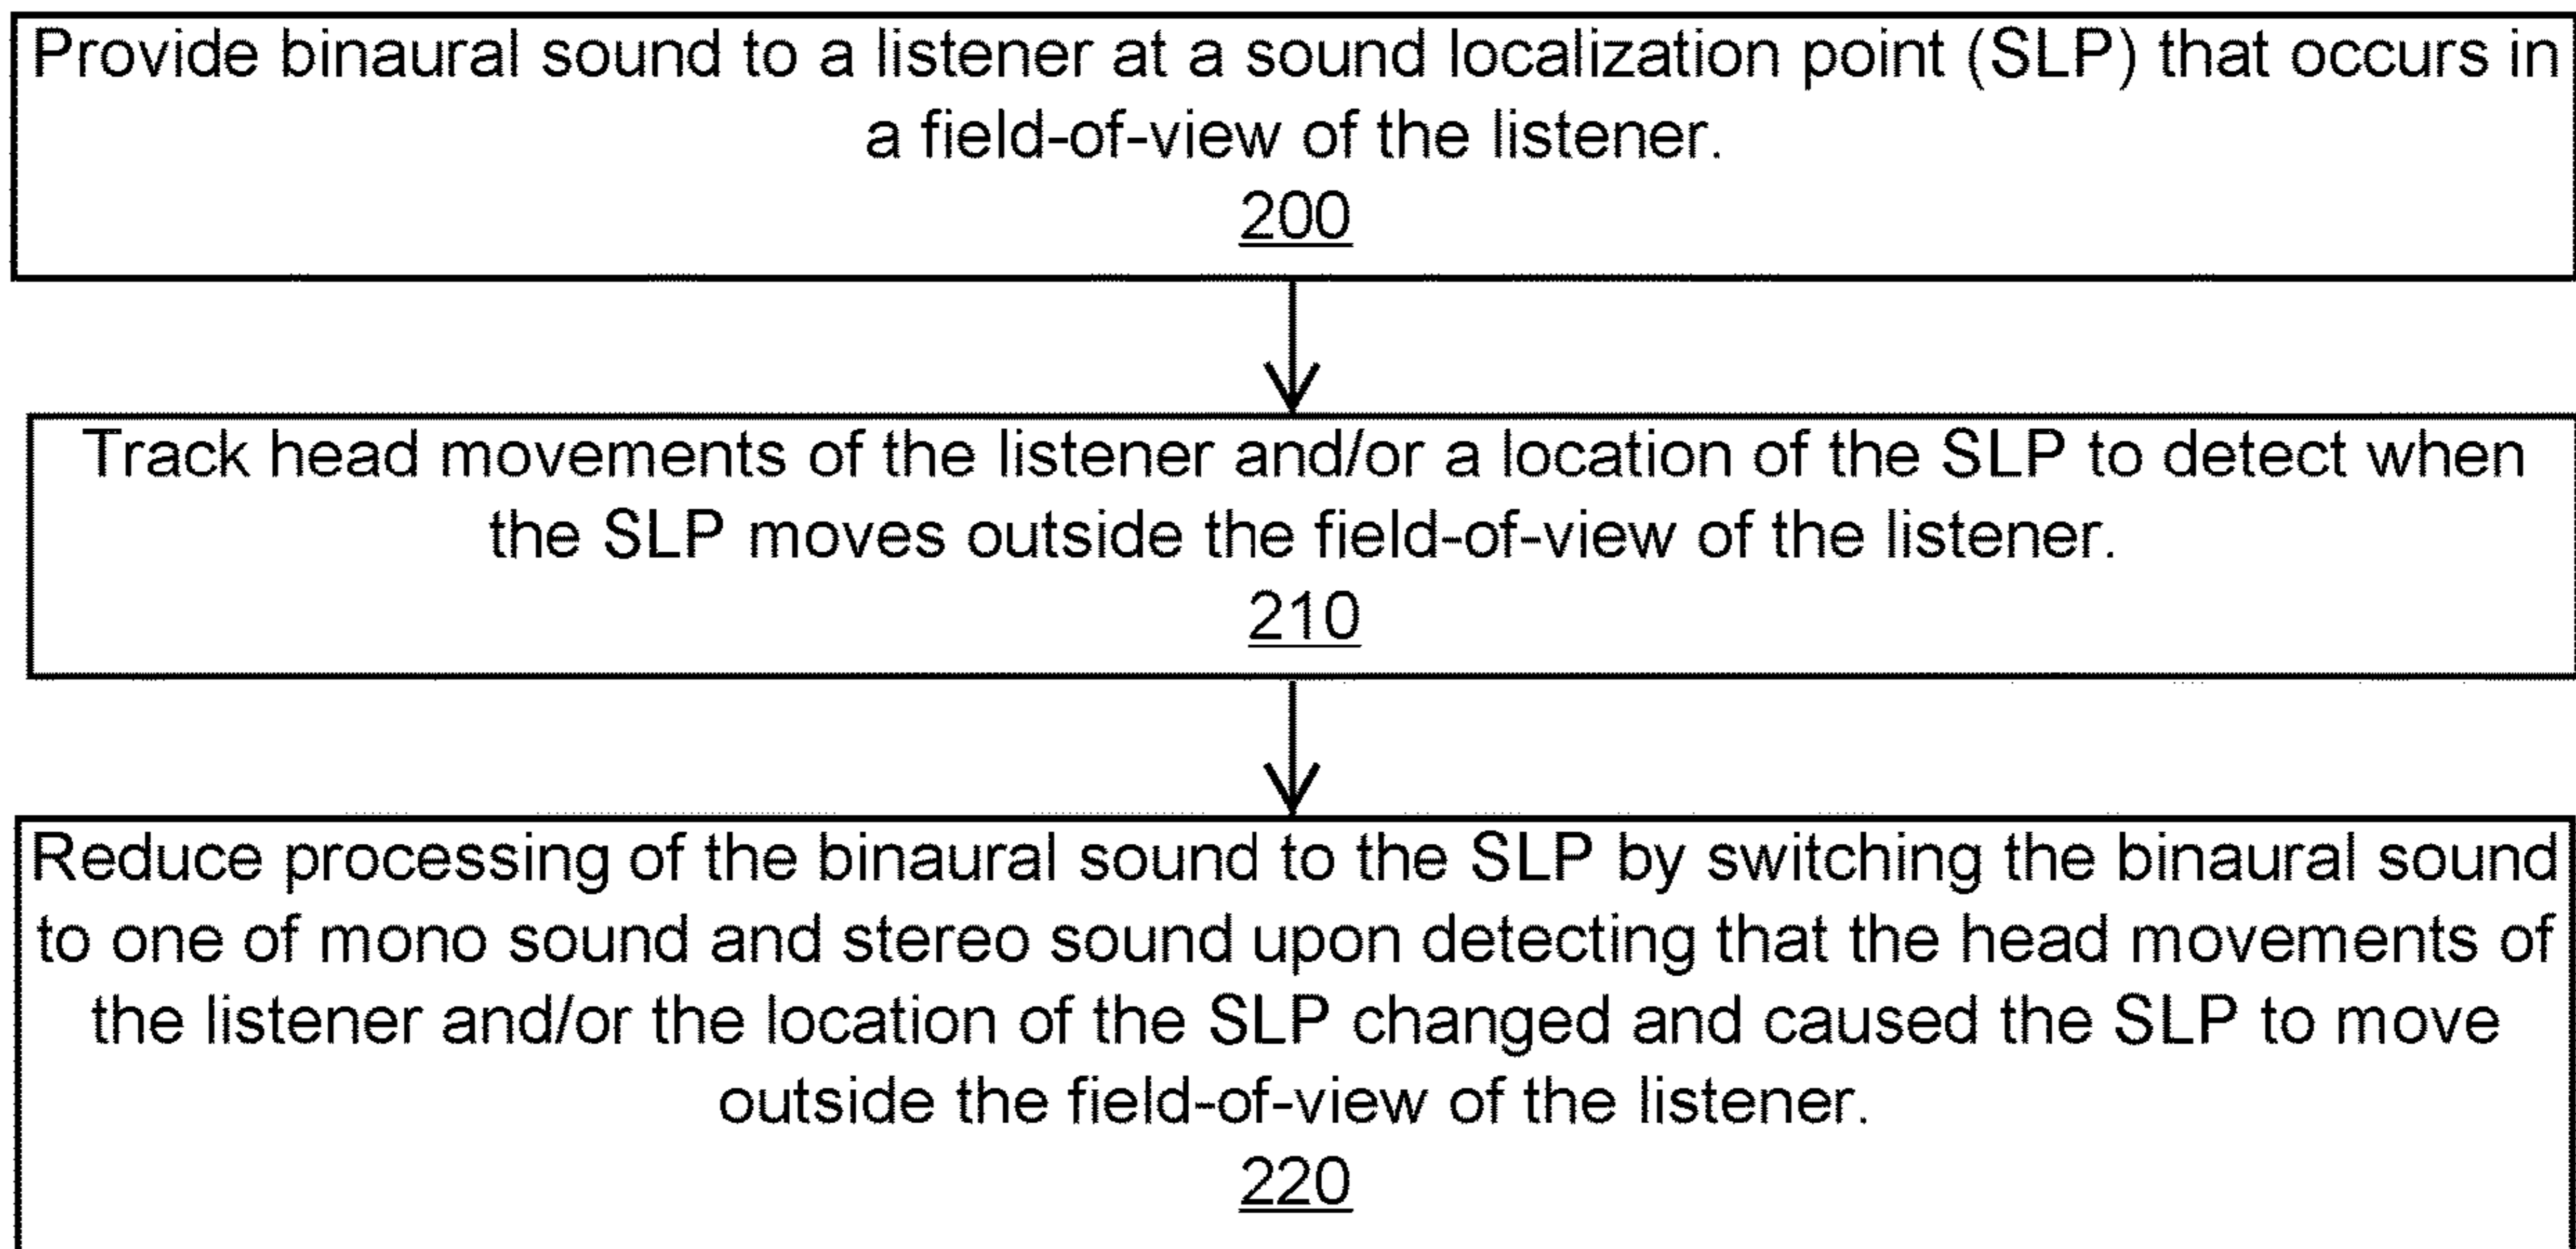 Provide binaural sound to a listener at a sound localization point (SLP) that occurs in
a field-of-view of the listener.
200
Track head movements of the listener and/or a location of the SLP to detect when
the SLP moves outside the field-of-view of the listener.
210
Reduce processing of the binaural sound to the SLP by switching the binaural sound
to one of mono sound and stereo sound upon detecting that the head movements of
the listener and/or the location of the SLP changed and caused the SLP to move
outside the field-of-view of the listener.
220